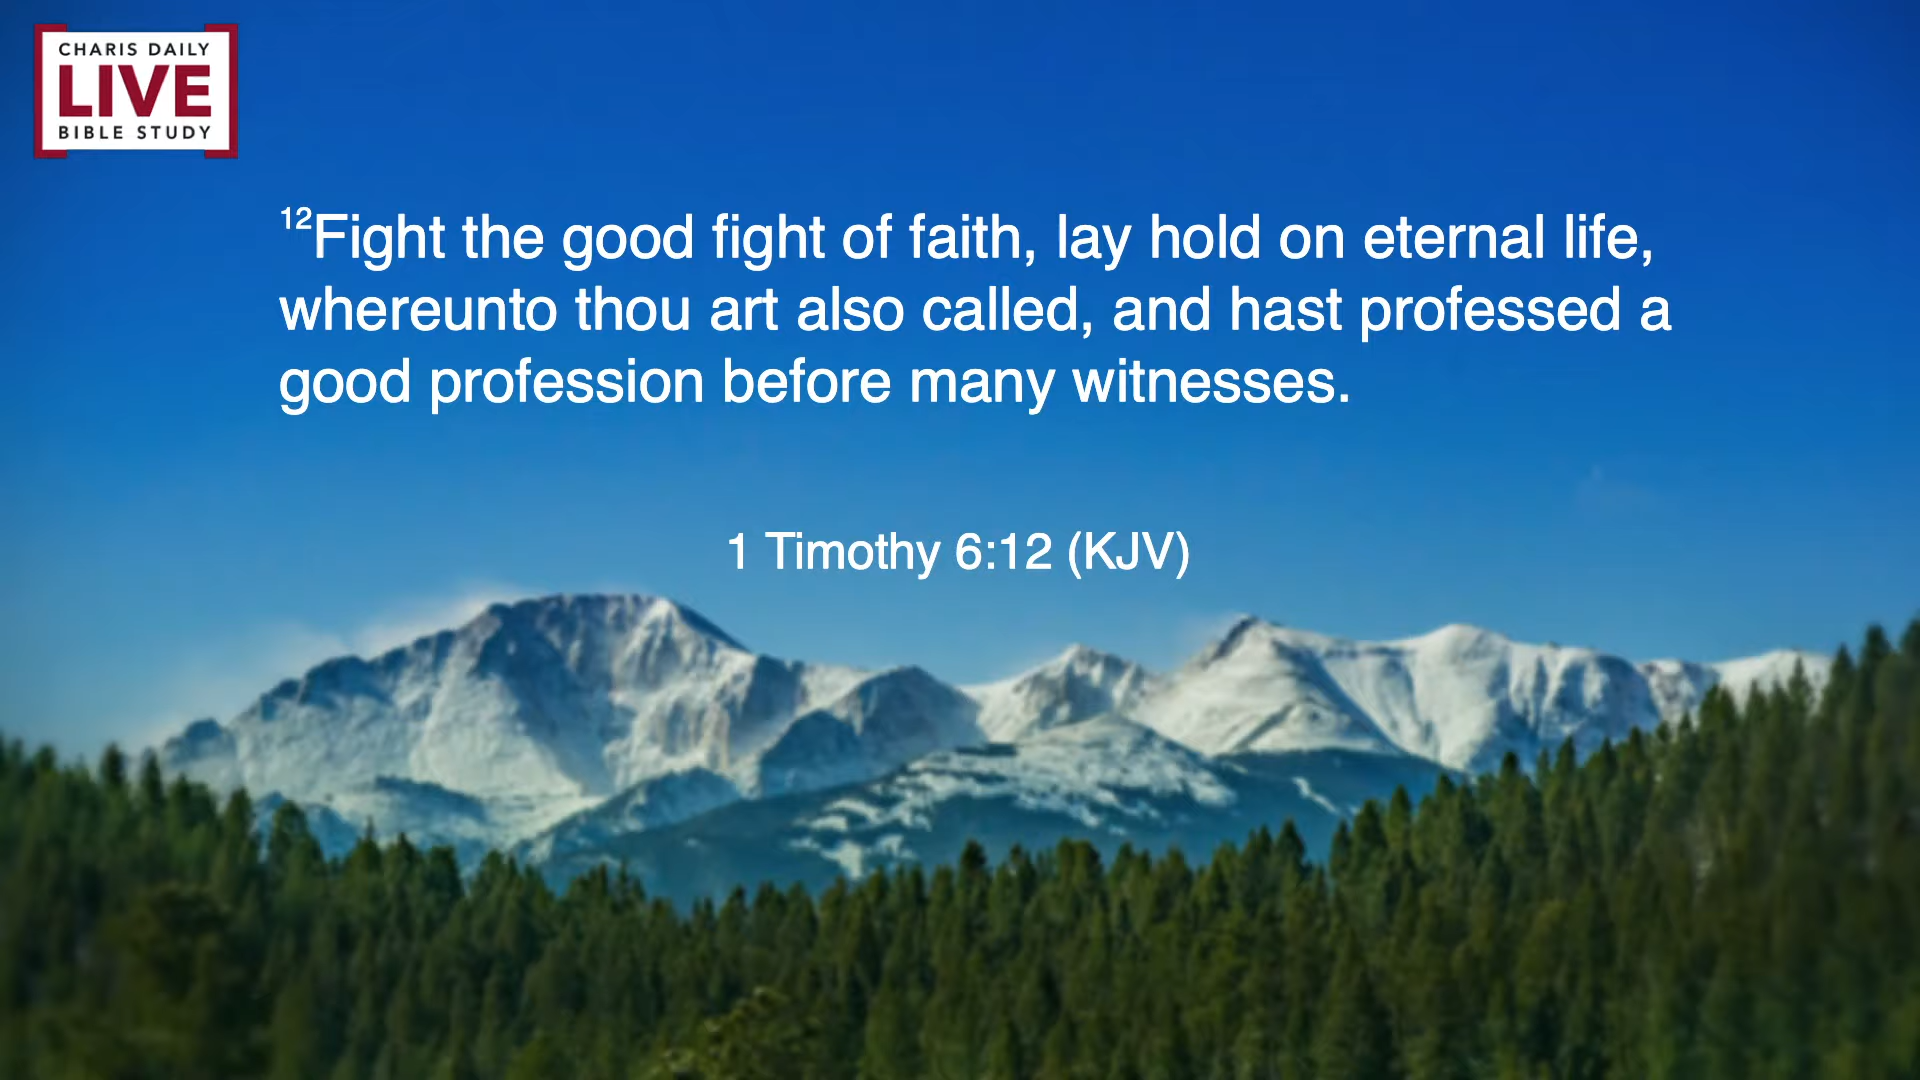 CHARIS DAILY
LIVE
BIBLE STUDY
12Fight the good fight of faith, lay hold on eternal life,
whereunto thou art also called, and hast professed a
good profession before many witnesses.
1 Timothy 6:12 (KJV)